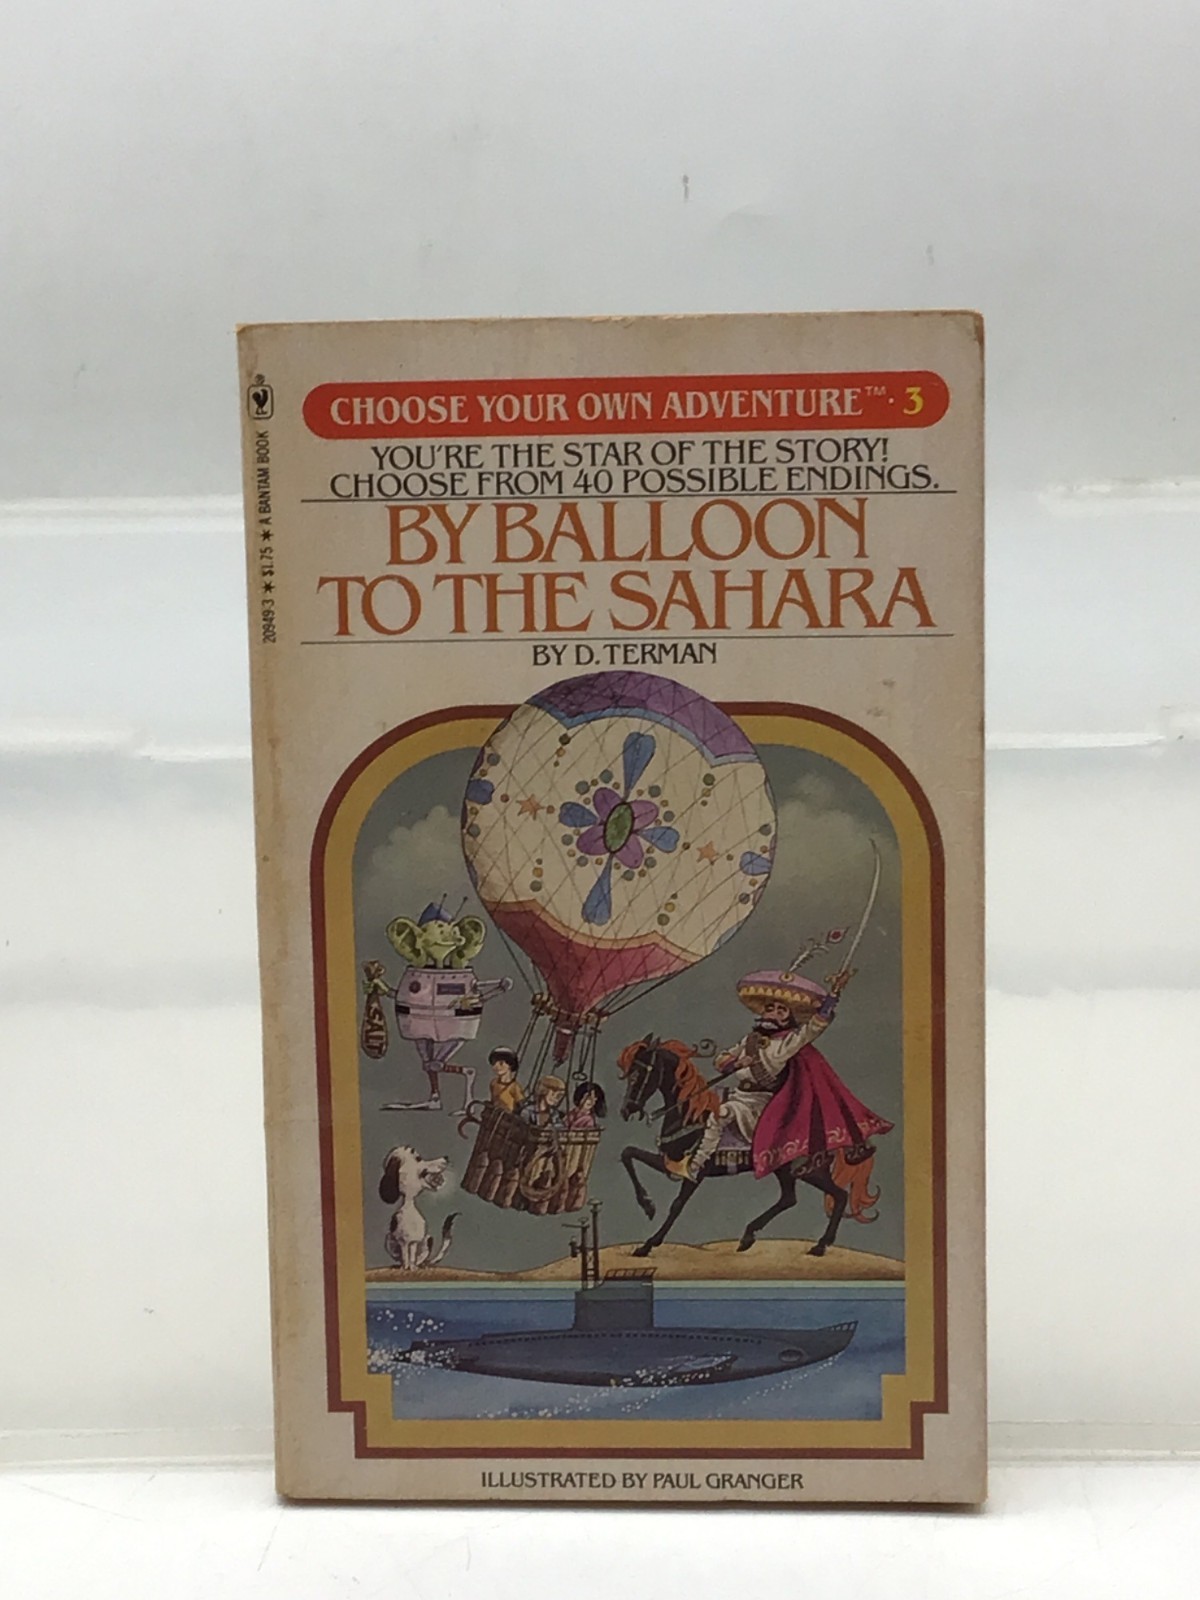 CHOOSE YOUR OWN ADVENTURE™· 3
YOU'RE THE STAR OF THE STORY!
CHOOSE FROM 40 POSSIBLE ENDINGS.
BY BALLOON
TO THE SAHARA
BY D. TERMAN
20949-3 * $1.75 * A BANTAM BOOK
SALT
ILLUSTRATED BY PAUL GRANGER